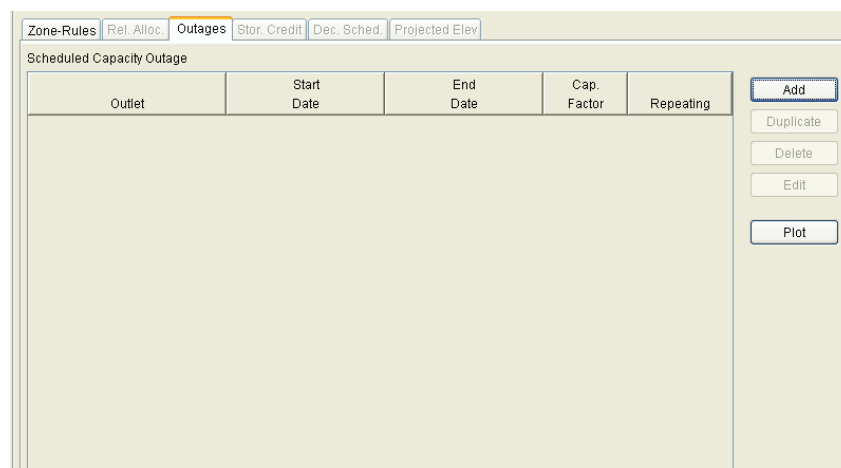 Zone-Rules Rel. Alloc. Outages Stor. Credit Dec. Sched. Projected Elev
Scheduled Capacity Outage
Outlet Start Date End Date Cap. Factor Repeating
Add
Duplicate
Delete
Edit
Plot